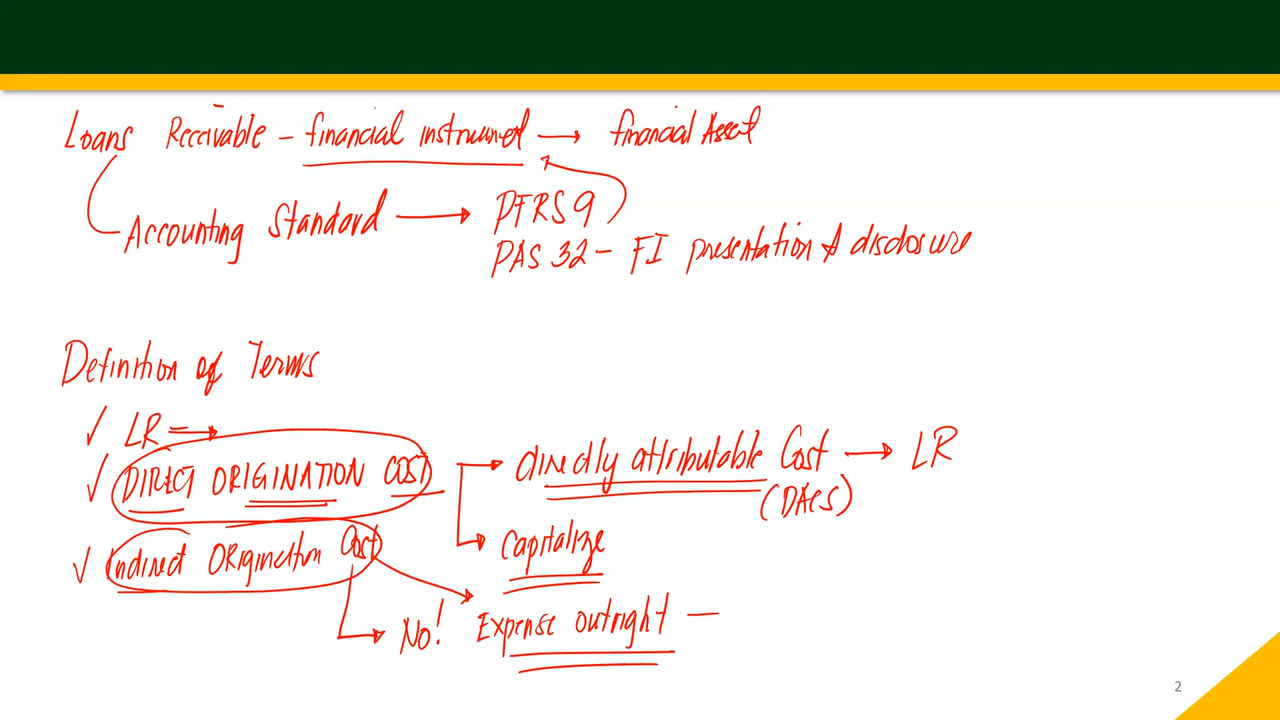 Loans Receivable - financial instrument → financial Asset
Accounting Standard → PFRS 9
PAS 32 - FI presentation & disclosure
Definition of Terms
✓ LR =→
✓ DIRECT ORIGINATION COST → directly attributable Cost → LR
(DACs)
→ Capitalize
✓ Indirect ORigination Cost
→ No! Expense outright —
2